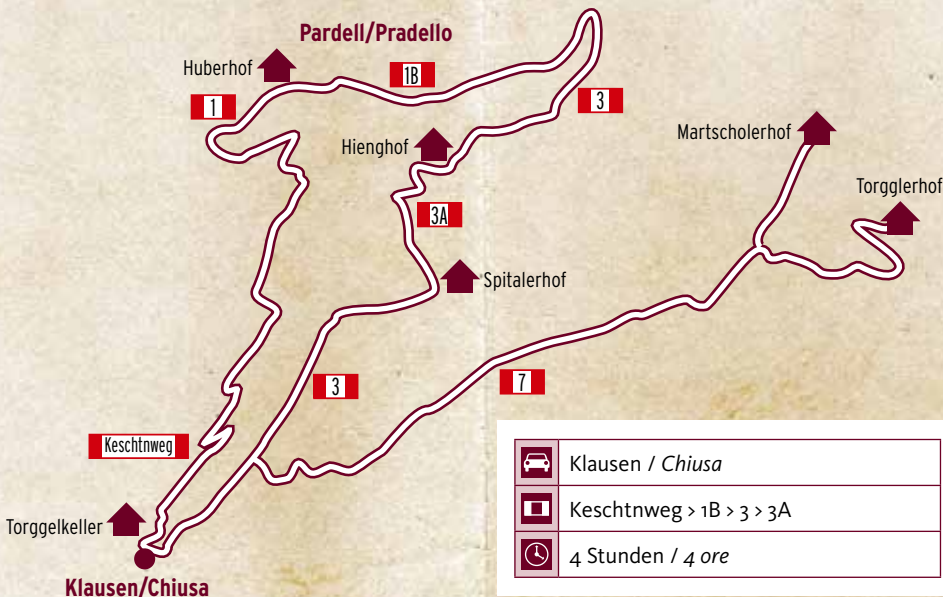 Pardell/Pradello
Huberhof
1B
1
3
Hienghof
Martscholerhof
Torgglerhof
3A
Spitalerhof
3
7
Keschtnweg
Torggelkeller
Klausen/Chiusa
Klausen / Chiusa
Keschtnweg › 1B › 3 › 3A
4 Stunden / 4 ore